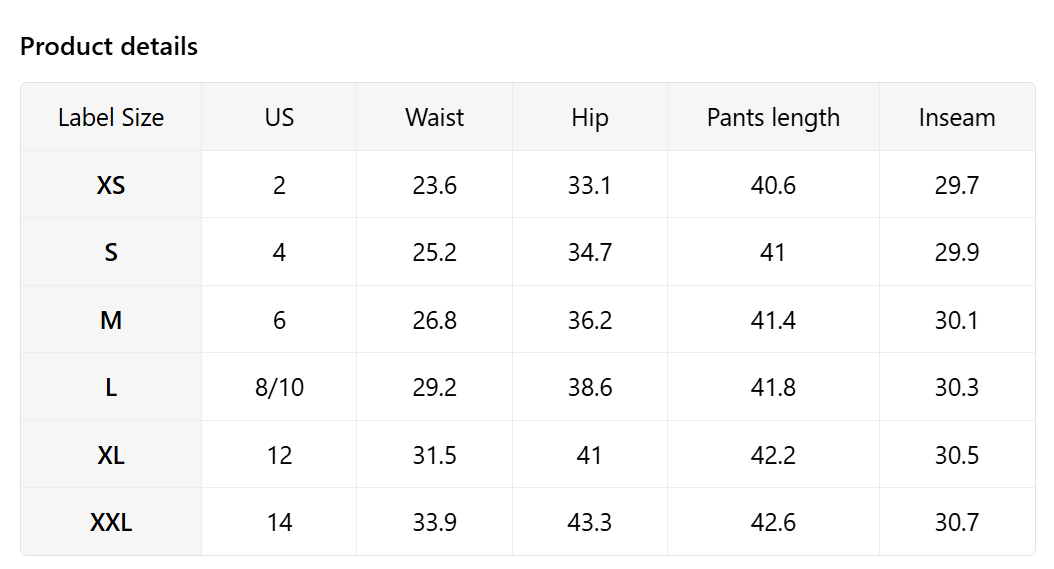 Product details
Label Size US Waist Hip Pants length Inseam
XS 2 23.6 33.1 40.6 29.7
S 4 25.2 34.7 41 29.9
M 6 26.8 36.2 41.4 30.1
L 8/10 29.2 38.6 41.8 30.3
XL 12 31.5 41 42.2 30.5
XXL 14 33.9 43.3 42.6 30.7